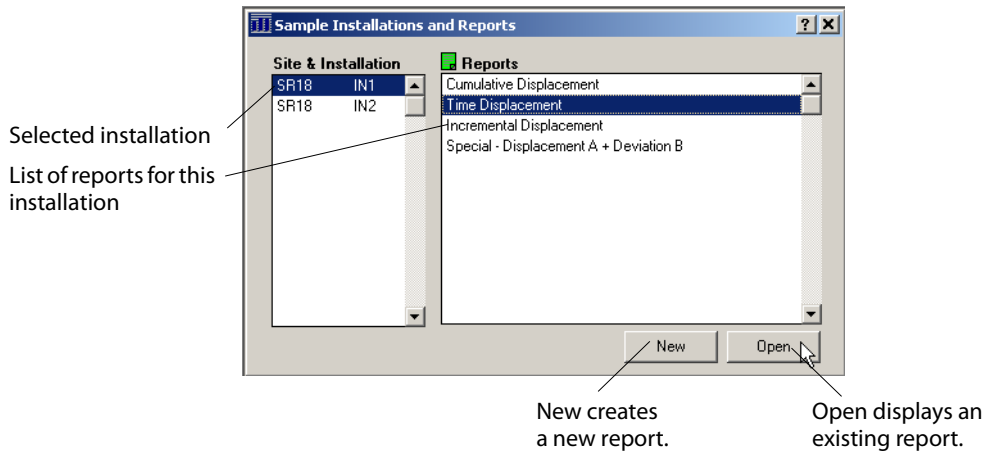 Sample Installations and Reports
Site & Installation
Reports
SR18 IN1
SR18 IN2
Cumulative Displacement
Time Displacement
Incremental Displacement
Special - Displacement A + Deviation B
Selected installation
List of reports for this
installation
New
Open
New creates
a new report.
Open displays an
existing report.